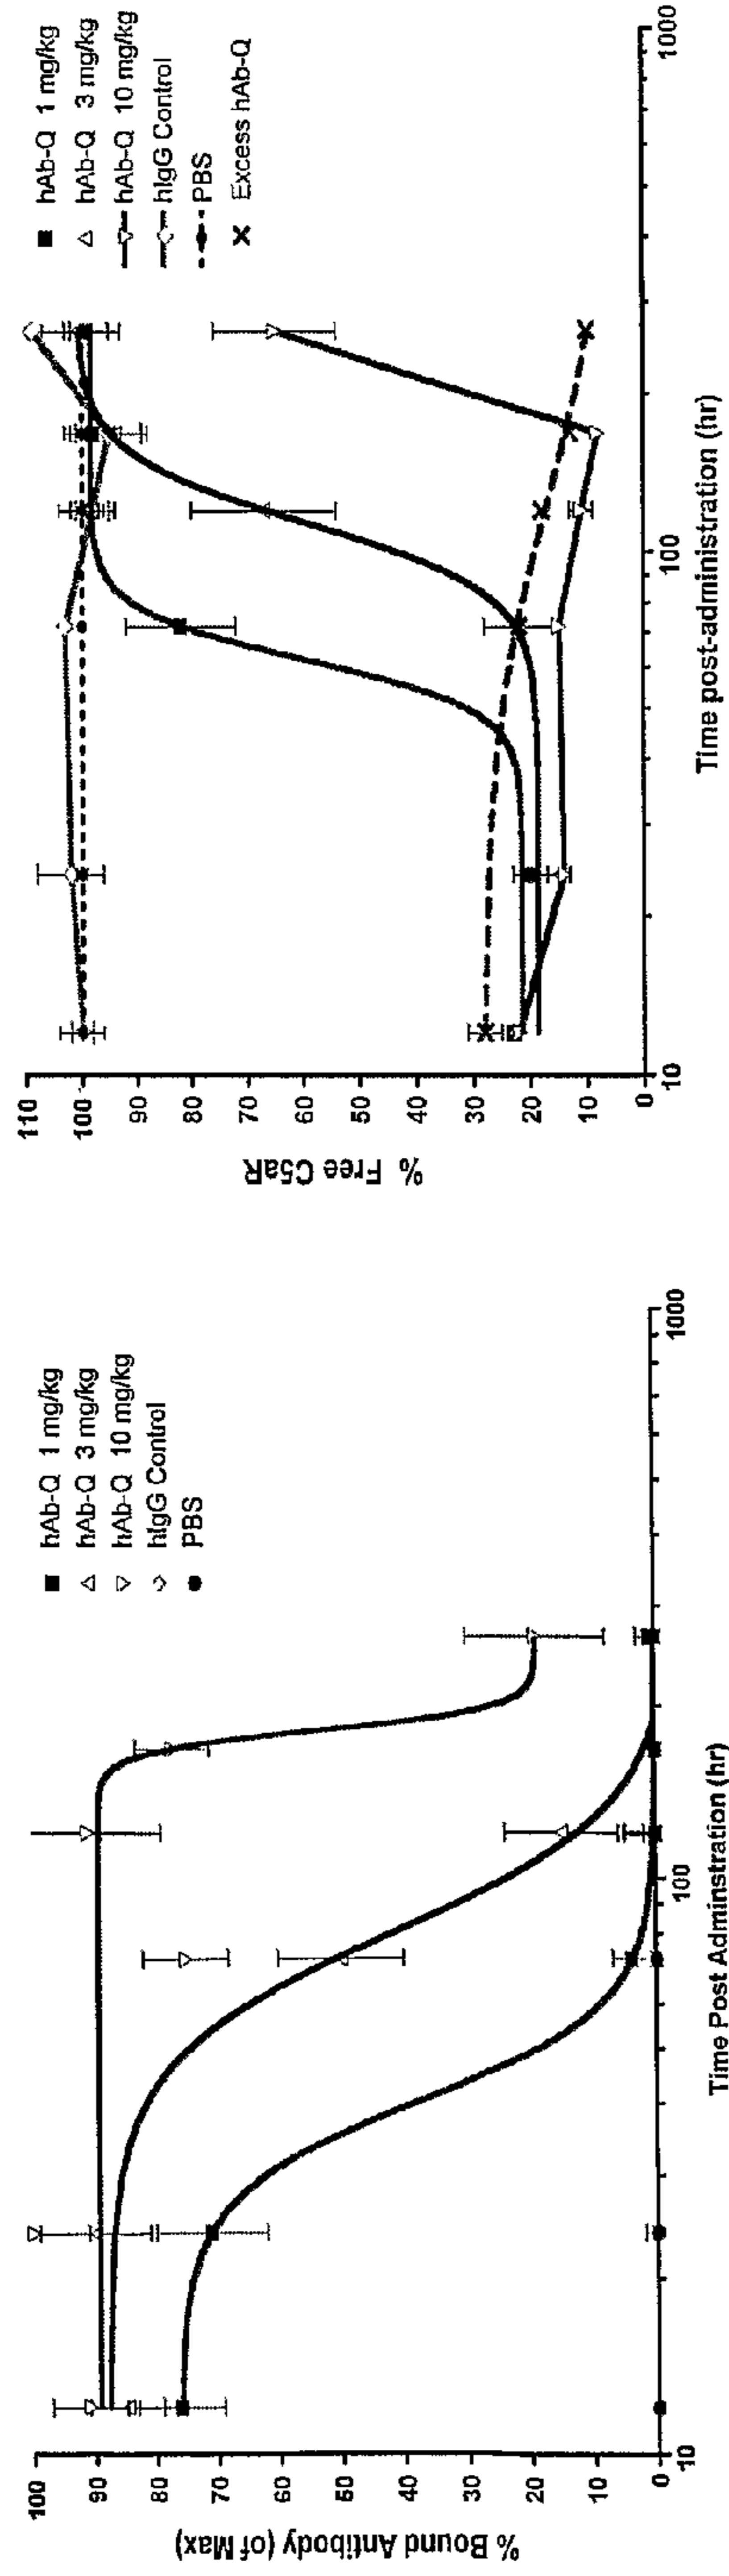 hAb-Q 1 mg/kg
hAb-Q 3 mg/kg
hAb-Q 10 mg/kg
hIgG Control
PBS
100
90
80
70
60
50
40
30
20
10
0
% Bound Antibody (of Max)
10
100
1000
Time Post Adminstration (hr)
hAb-Q 1 mg/kg
hAb-Q 3 mg/kg
hAb-Q 10 mg/kg
hIgG Control
PBS
Excess hAb-Q
110
100
90
80
70
60
50
40
30
20
10
0
% Free C5aR
10
100
1000
Time post-administration (hr)